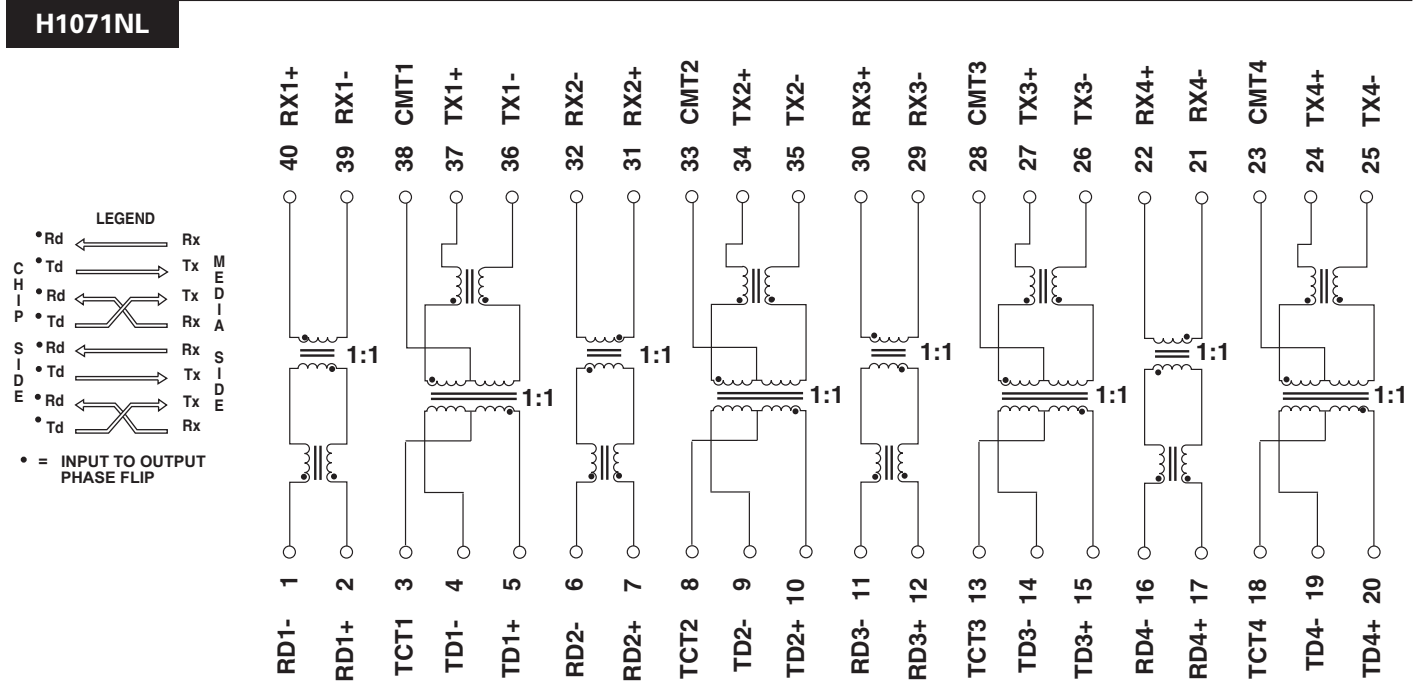 H1071NL
RX1+ RX1- CMT1 TX1+ TX1- RX2- RX2+ CMT2 TX2+ TX2- RX3+ RX3- CMT3 TX3+ TX3- RX4+ RX4- CMT4 TX4+ TX4-
40 39 38 37 36 32 31 33 34 35 30 29 28 27 26 22 21 23 24 25
LEGEND
CHIP SIDE
MEDIA SIDE
•Rd Rx
•Td Tx
•Rd Tx
•Td Rx
•Rd Rx
•Td Tx
•Rd Tx
•Td Rx
• = INPUT TO OUTPUT
PHASE FLIP
1:1 1:1 1:1 1:1 1:1 1:1 1:1 1:1
1 2 3 4 5 6 7 8 9 10 11 12 13 14 15 16 17 18 19 20
RD1- RD1+ TCT1 TD1- TD1+ RD2- RD2+ TCT2 TD2- TD2+ RD3- RD3+ TCT3 TD3- TD3+ RD4- RD4+ TCT4 TD4- TD4+